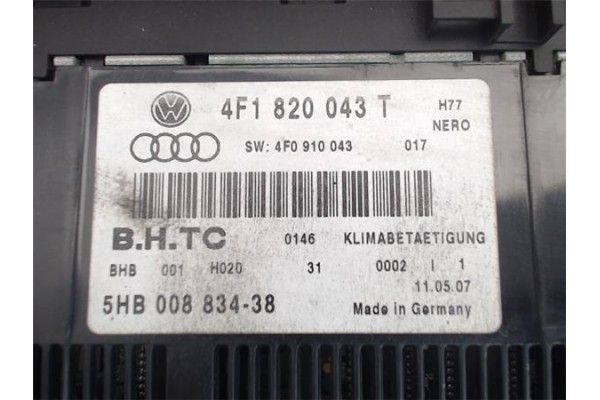 4F1 820 043 T H77
NERO
SW: 4F0 910 043 017
B.H.TC 0146 KLIMABETAETIGUNG
BHB 001 H020 31 0002 I 1
11.05.07
5HB 008 834-38 Made in Germany